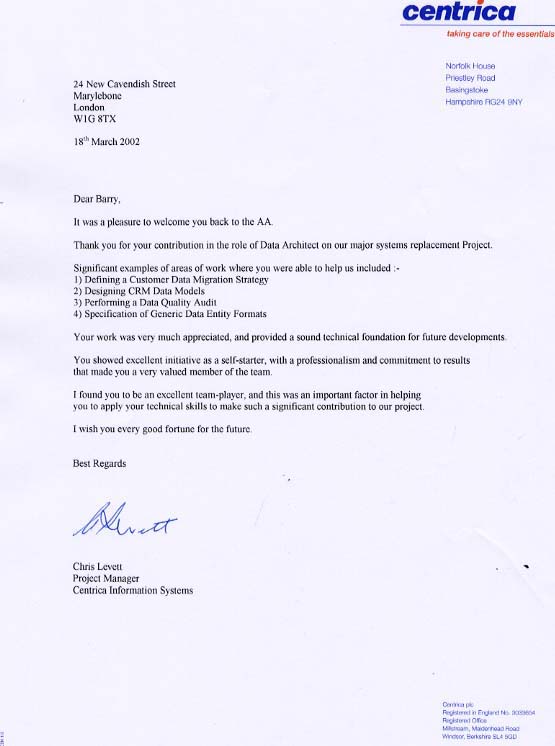 centrica
taking care of the essentials
Norfolk House
Priestley Road
Basingstoke
Hampshire RG24 9NY
24 New Cavendish Street
Marylebone
London
W1G 8TX
18th March 2002
Dear Barry,
It was a pleasure to welcome you back to the AA.
Thank you for your contribution in the role of Data Architect on our major systems replacement Project.
Significant examples of areas of work where you were able to help us included :-
1) Defining a Customer Data Migration Strategy
2) Designing CRM Data Models
3) Performing a Data Quality Audit
4) Specification of Generic Data Entity Formats
Your work was very much appreciated, and provided a sound technical foundation for future developments.
You showed excellent initiative as a self-starter, with a professionalism and commitment to results
that made you a very valued member of the team.
I found you to be an excellent team-player, and this was an important factor in helping
you to apply your technical skills to make such a significant contribution to our project.
I wish you every good fortune for the future.
Best Regards
Chris Levett
Project Manager
Centrica Information Systems
Centrica plc
Registered in England No.
Registered Office
Millstream, Maidenhead Road
Windsor, Berkshire SL4 5GD